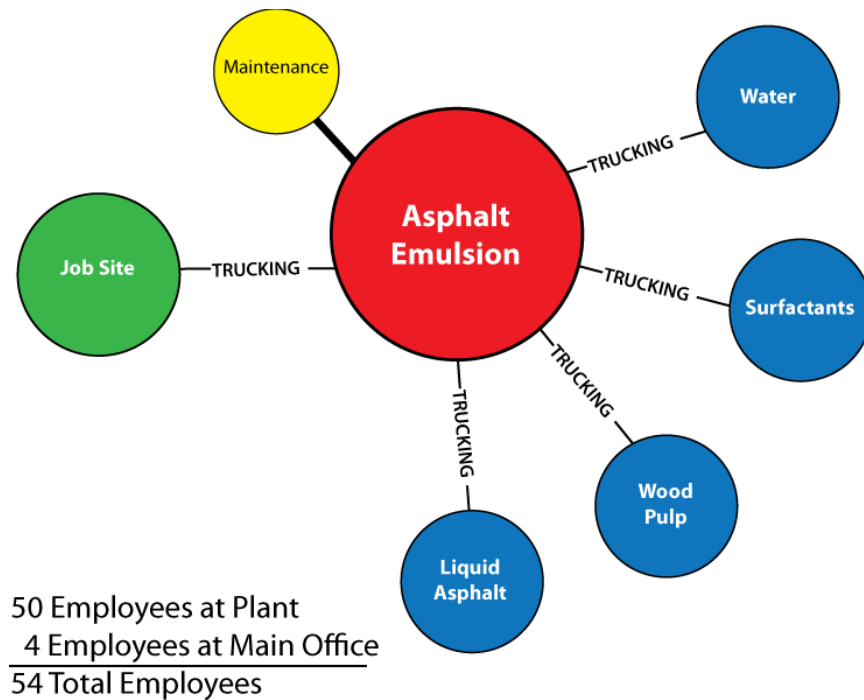 Maintenance
Water
TRUCKING
Asphalt
Emulsion
Job Site
TRUCKING
TRUCKING
Surfactants
TRUCKING
TRUCKING
Wood
Pulp
Liquid
Asphalt
50 Employees at Plant
4 Employees at Main Office
54 Total Employees